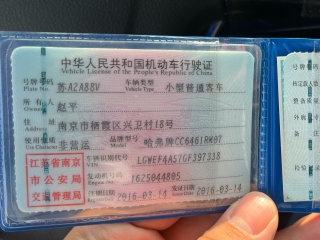 中华人民共和国机动车行驶证
Vehicle License of the People's Republic of China
号牌号码 Plate No. 苏AZA88V 车辆类型 Vehicle Type 小型普通客车
所有人 Owner 赵平
住址 Address 南京市栖霞区兴卫村18号
使用性质 Use Character 非营运 品牌型号 Model 哈弗牌CC6461RM07
江苏省南京市公安局交通管理局
车辆识别代号 VIN LGWEF4A57GF397338
发动机号码 Engine No. 1625044805
注册日期 2016-03-14 发证日期 2016-03-14